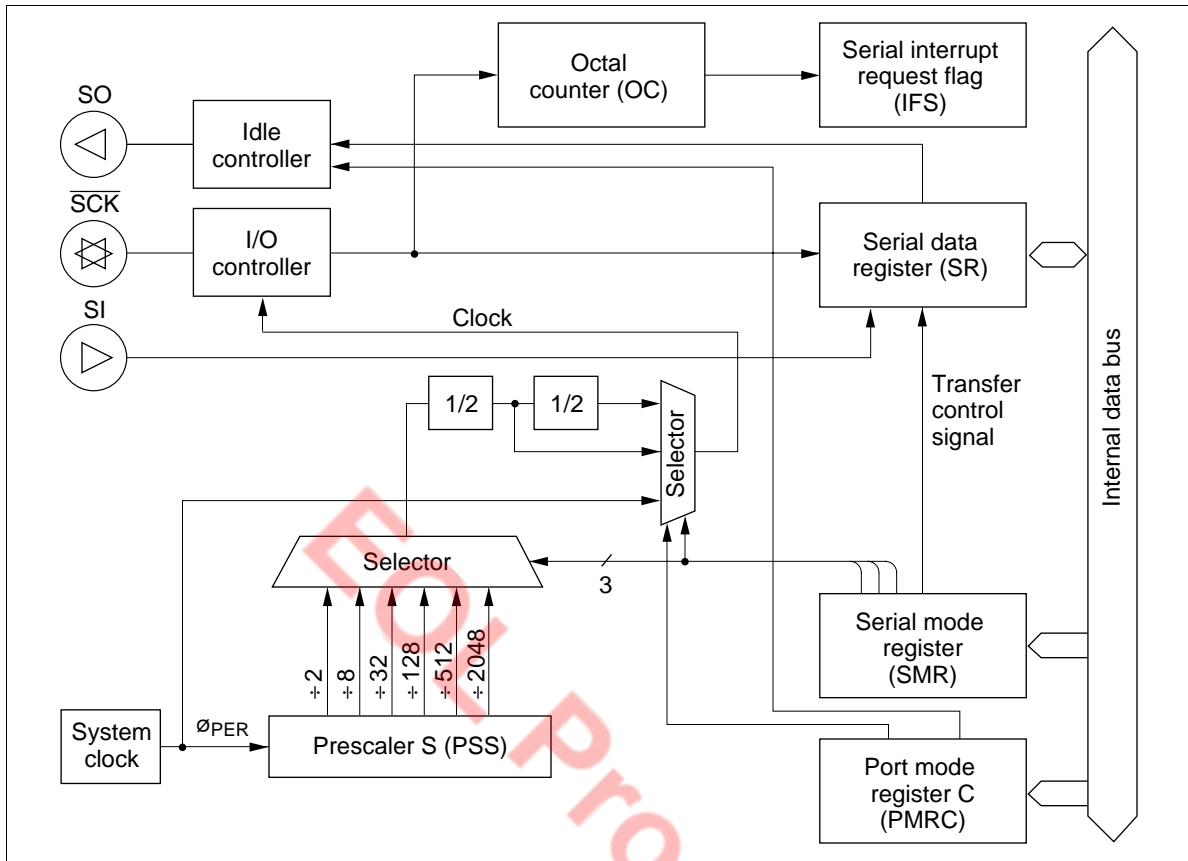 Octal
counter (OC)
Serial interrupt
request flag
(IFS)
SO
Idle
controller
SCK
I/O
controller
Serial data
register (SR)
SI
Clock
Transfer
control
signal
1/2
1/2
Selector
Internal data bus
Selector
3
÷2
÷8
÷32
÷128
÷512
÷2048
Serial mode
register
(SMR)
System
clock
øPER
Prescaler S (PSS)
Port mode
register C
(PMRC)
EOL Pro